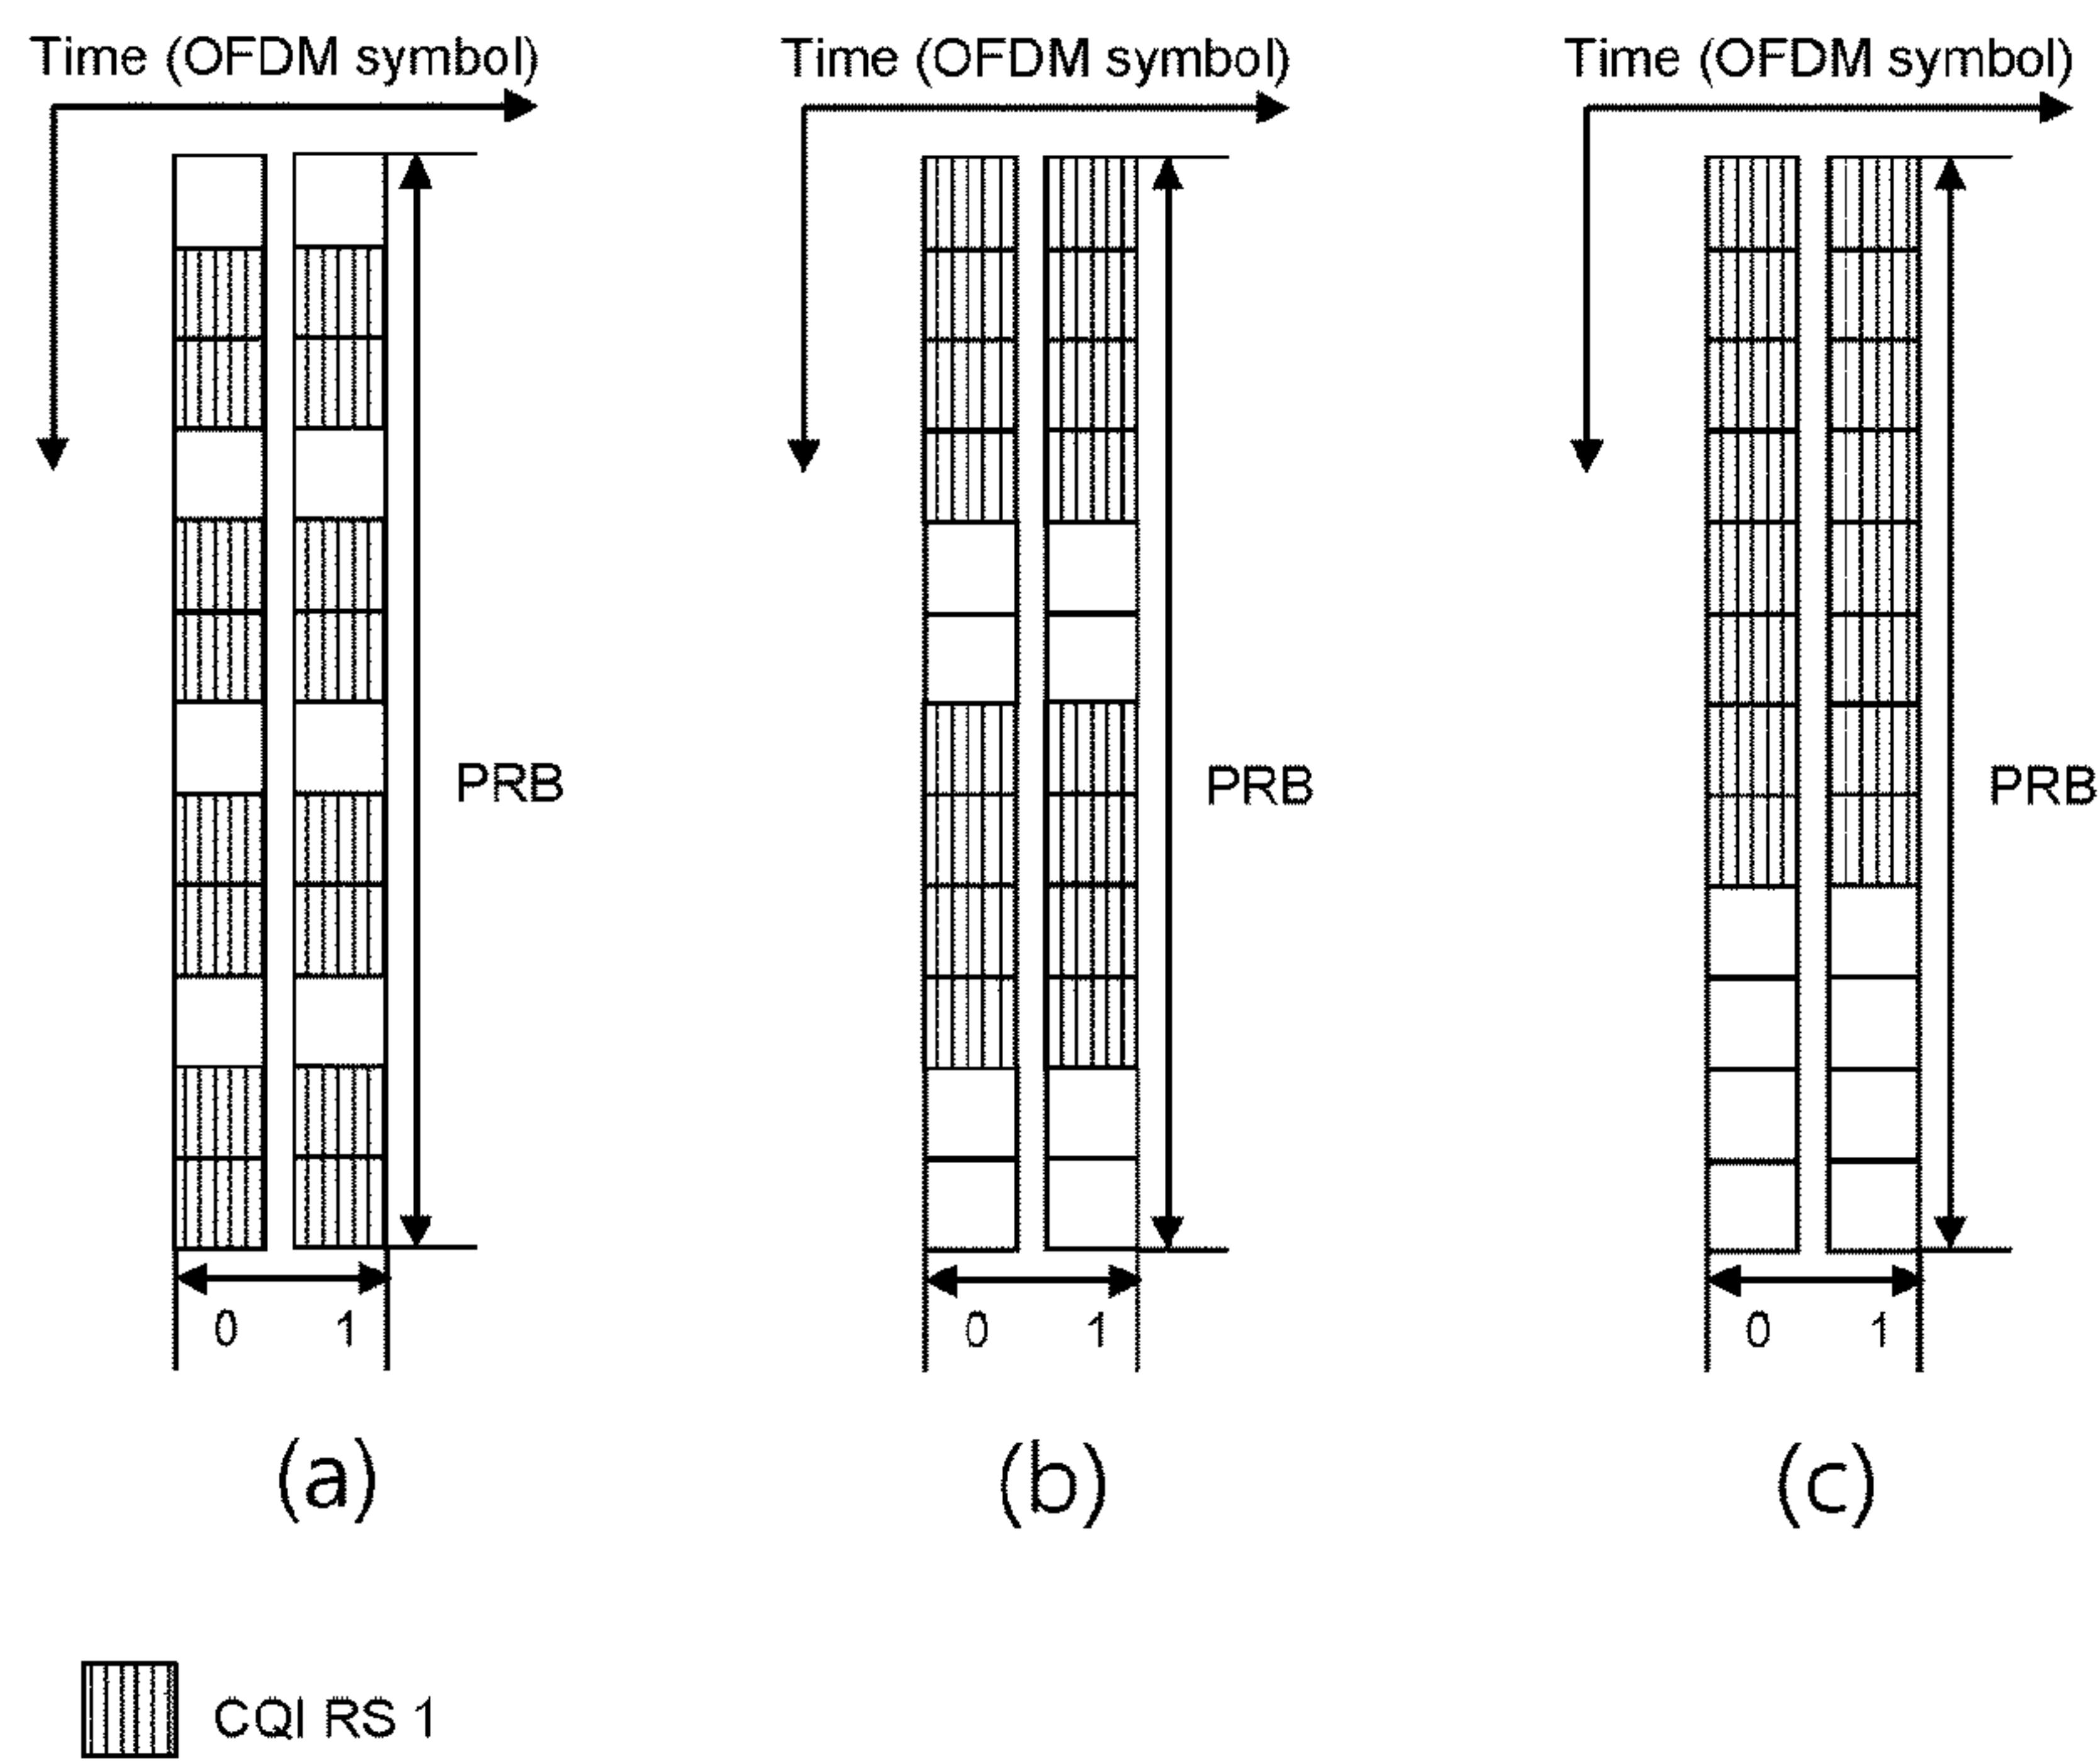 Time (OFDM symbol) Time (OFDM symbol) Time (OFDM symbol)
PRB PRB PRB
0 1 0 1 0 1
(a) (b) (c)
CQI RS 1